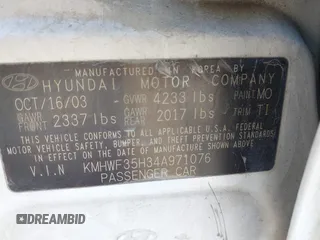 MANUFACTURED IN KOREA BY
HYUNDAI MOTOR COMPANY
OCT/16/03 GVWR 4233 lbs PAINT MO
GAWR FRONT 2337 lbs GAWR REAR 2017 lbs TRIM TI
THIS VEHICLE CONFORMS TO ALL APPLICABLE U.S. FEDERAL MOTOR
VEHICLE SAFETY, BUMPER, AND THEFT PREVENTION STANDARDS
IN EFFECT ON THE DATE OF MANUFACTURE SHOWN ABOVE.
V.I.N KMHWF35H34A971076
PASSENGER CAR
DREAMBID